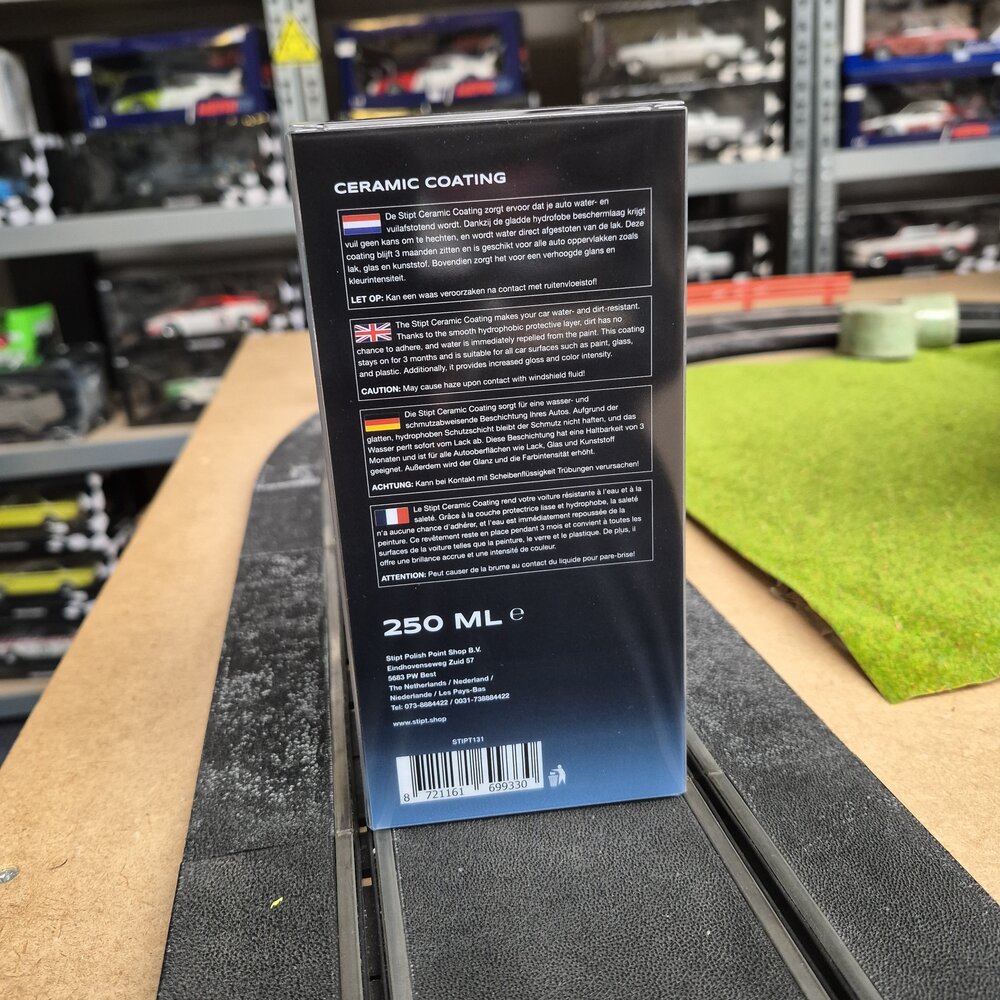 CERAMIC COATING
De Stipt Ceramic Coating zorgt ervoor dat je auto water- en
vuilafstotend wordt. Dankzij de gladde hydrofobe beschermlaag krijgt
vuil geen kans om te hechten, en wordt water direct afgestoten van de lak. Deze
coating blijft 3 maanden zitten en is geschikt voor alle auto oppervlakken zoals
lak, glas en kunststof. Bovendien zorgt het voor een verhoogde glans en
kleurintensiteit.
LET OP: Kan een waas veroorzaken na contact met ruitenvloeistof!
The Stipt Ceramic Coating makes your car water- and dirt-resistant.
Thanks to the smooth hydrophobic protective layer, dirt has no
chance to adhere, and water is immediately repelled from the paint. This coating
stays on for 3 months and is suitable for all car surfaces such as paint, glass,
and plastic. Additionally, it provides increased gloss and color intensity.
CAUTION: May cause haze upon contact with windshield fluid!
Die Stipt Ceramic Coating sorgt für eine wasser- und
schmutzabweisende Beschichtung Ihres Autos. Aufgrund der
glatten, hydrophoben Schutzschicht bleibt der Schmutz nicht haften, und das
Wasser perlt sofort vom Lack ab. Diese Beschichtung hat eine Haltbarkeit von 3
Monaten und ist für alle Autooberflächen wie Lack, Glas und Kunststoff
geeignet. Außerdem wird der Glanz und die Farbintensität erhöht.
ACHTUNG: Kann bei Kontakt mit Scheibenflüssigkeit Trübungen verursachen!
Le Stipt Ceramic Coating rend votre voiture résistante à l'eau et à la
saleté. Grâce à la couche protectrice lisse et hydrophobe, la saleté
n'a aucune chance d'adhérer, et l'eau est immédiatement repoussée de la
peinture. Ce revêtement reste en place pendant 3 mois et convient à toutes les
surfaces de la voiture telles que la peinture, le verre et le plastique. De plus, il
offre une brillance accrue et une intensité de couleur.
ATTENTION: Peut causer de la brume au contact du liquide pour pare-brise!
250 ML ℮
Stipt Polish Point Shop B.V.
Eindhovenseweg Zuid 57
5683 PW Best
The Netherlands / Nederland /
Niederlande / Les Pays-Bas
Tel: 073-8884422 / 0031-738884422
www.stipt.shop
STIPT131
8 721161 699330